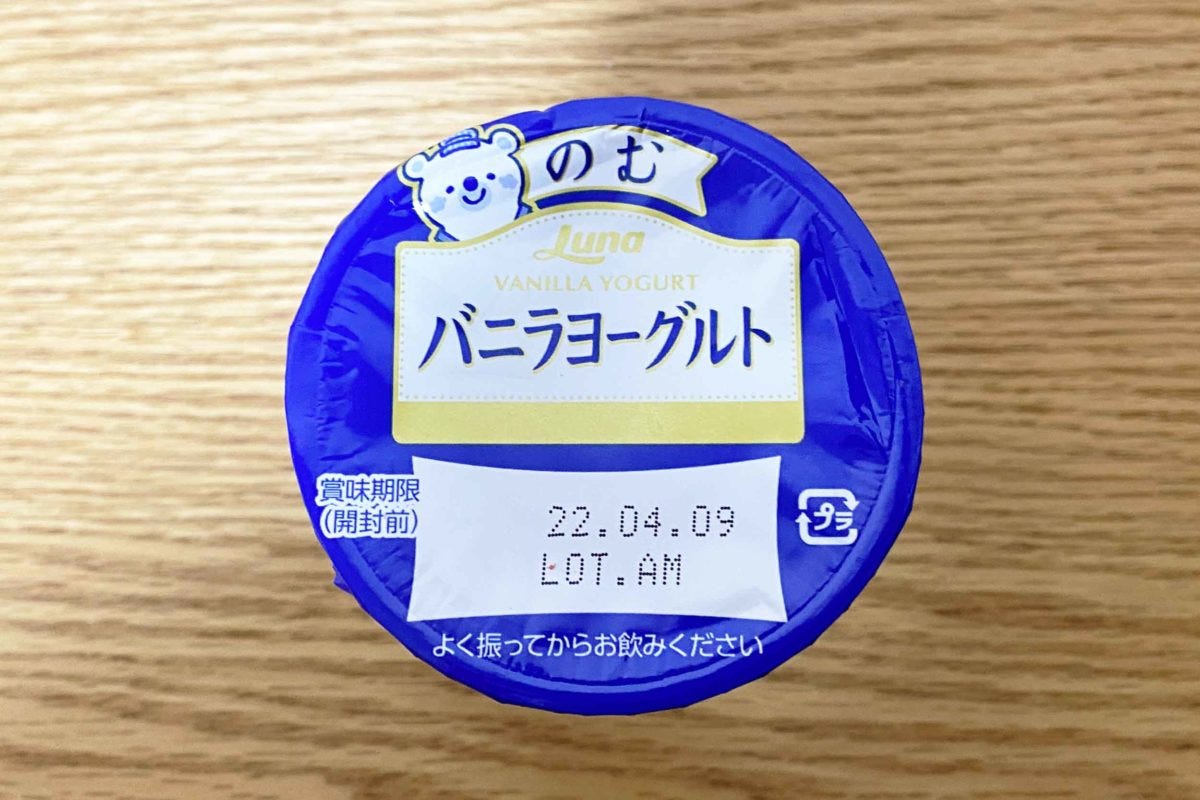 のむ
Luna
VANILLA YOGURT
バニラヨーグルト
賞味期限
(開封前)
22.04.09
LOT.AM
プラ
よく振ってからお飲みください